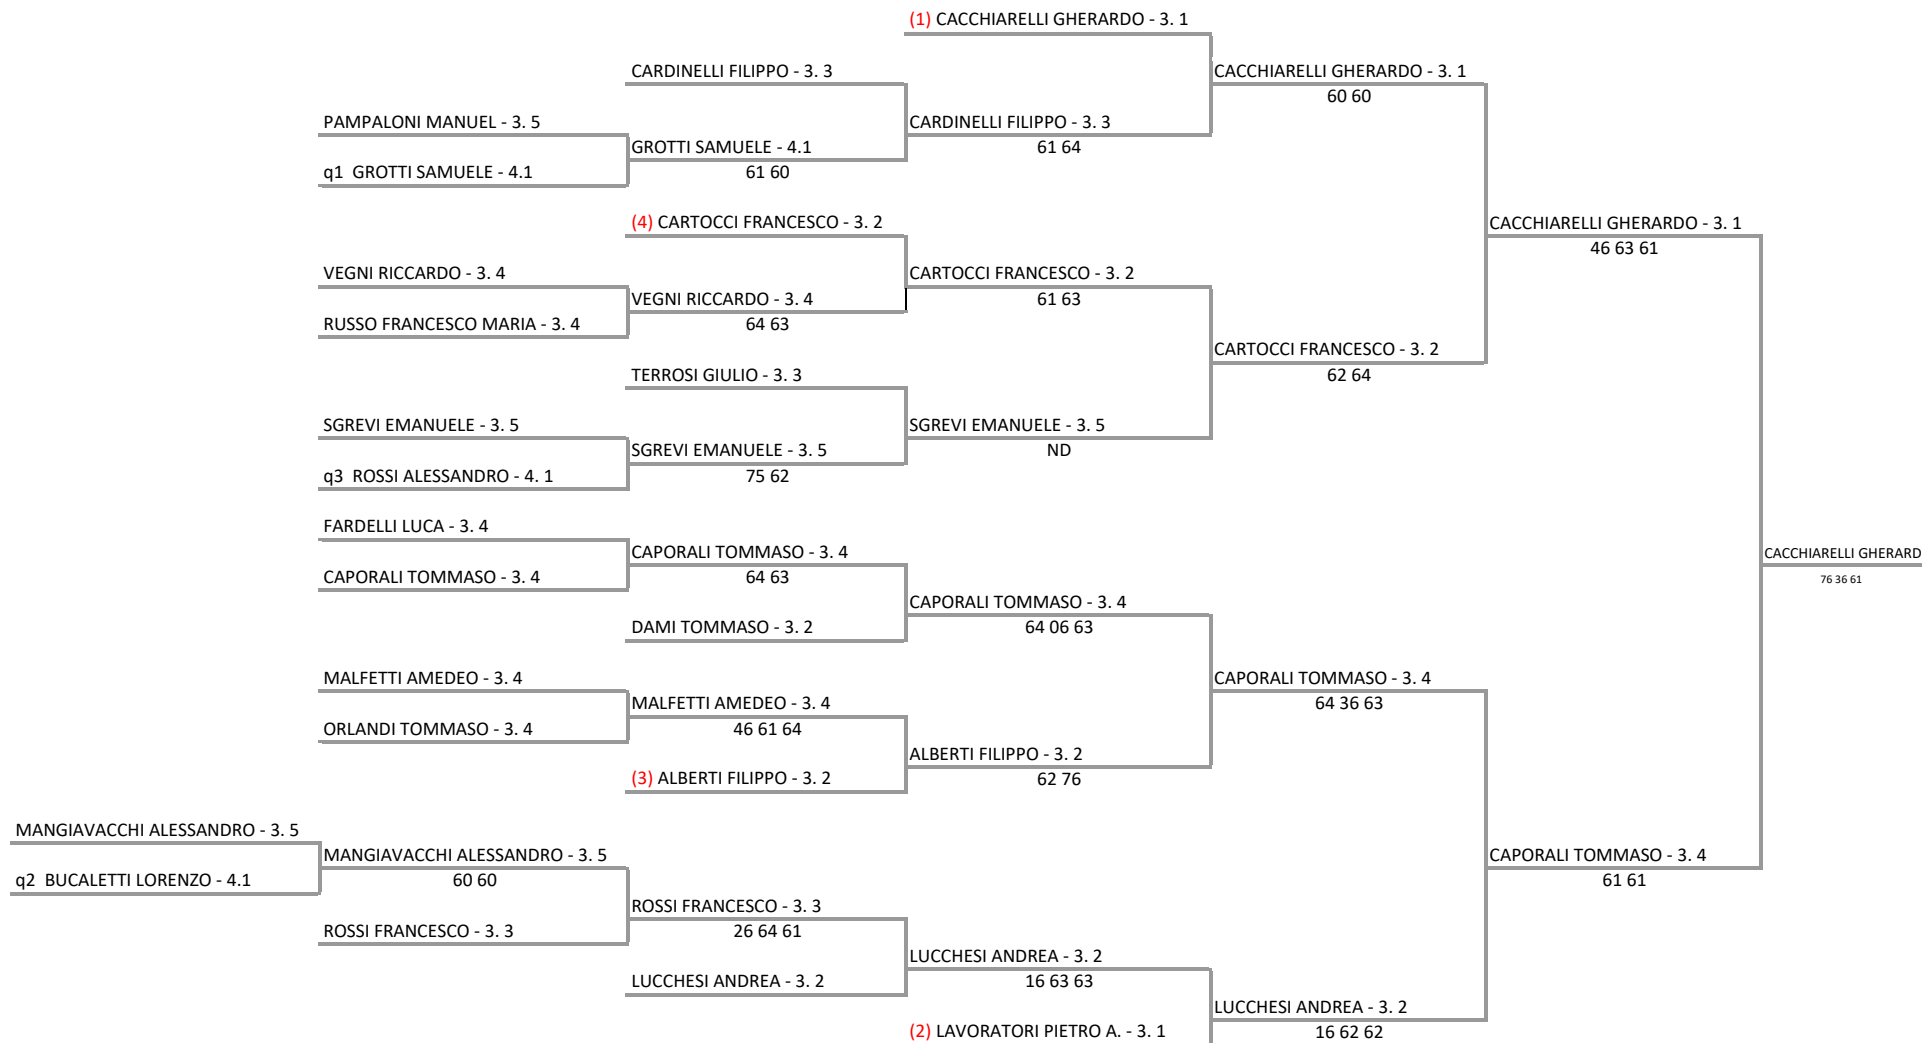 (1) CACCHIARELLI GHERARDO - 3. 1
CARDINELLI FILIPPO - 3. 3
CACCHIARELLI GHERARDO - 3. 1
60 60
PAMPALONI MANUEL - 3. 5
CARDINELLI FILIPPO - 3. 3
GROTTI SAMUELE - 4.1
61 64
q1 GROTTI SAMUELE - 4.1
61 60
(4) CARTOCCI FRANCESCO - 3. 2
CACCHIARELLI GHERARDO - 3. 1
46 63 61
VEGNI RICCARDO - 3. 4
CARTOCCI FRANCESCO - 3. 2
VEGNI RICCARDO - 3. 4
61 63
RUSSO FRANCESCO MARIA - 3. 4
64 63
CARTOCCI FRANCESCO - 3. 2
TERROSI GIULIO - 3. 3
62 64
SGREVI EMANUELE - 3. 5
SGREVI EMANUELE - 3. 5
SGREVI EMANUELE - 3. 5
ND
q3 ROSSI ALESSANDRO - 4. 1
75 62
FARDELLI LUCA - 3. 4
CAPORALI TOMMASO - 3. 4
CACCHIARELLI GHERARD
CAPORALI TOMMASO - 3. 4
64 63
76 36 61
CAPORALI TOMMASO - 3. 4
DAMI TOMMASO - 3. 2
64 06 63
MALFETTI AMEDEO - 3. 4
CAPORALI TOMMASO - 3. 4
MALFETTI AMEDEO - 3. 4
64 36 63
ORLANDI TOMMASO - 3. 4
46 61 64
ALBERTI FILIPPO - 3. 2
(3) ALBERTI FILIPPO - 3. 2
62 76
MANGIAVACCHI ALESSANDRO - 3. 5
MANGIAVACCHI ALESSANDRO - 3. 5
CAPORALI TOMMASO - 3. 4
q2 BUCALETTI LORENZO - 4.1
60 60
61 61
ROSSI FRANCESCO - 3. 3
ROSSI FRANCESCO - 3. 3
26 64 61
LUCCHESI ANDREA - 3. 2
LUCCHESI ANDREA - 3. 2
16 63 63
LUCCHESI ANDREA - 3. 2
(2) LAVORATORI PIETRO A. - 3. 1
16 62 62